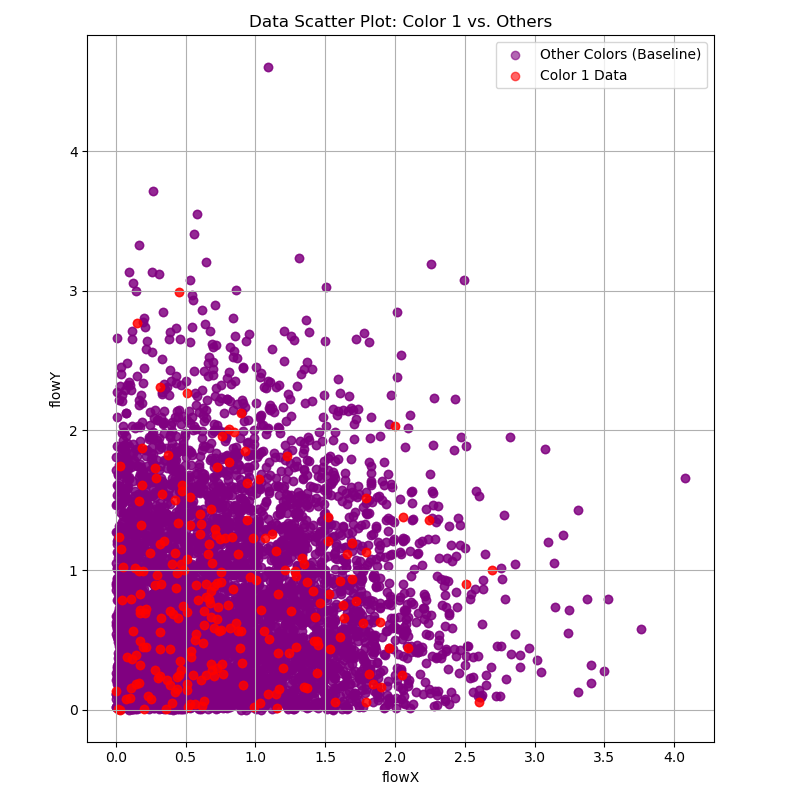 Data Scatter Plot: Color 1 vs. Others
Other Colors (Baseline)
Color 1 Data
flowY
4
3
2
1
0
0.0 0.5 1.0 1.5 2.0 2.5 3.0 3.5 4.0
flowX